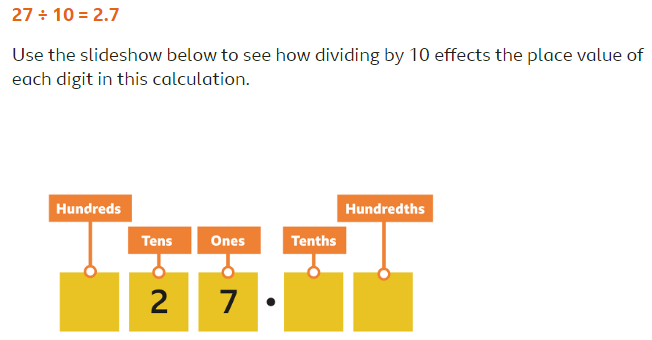 27 ÷ 10 = 2.7
Use the slideshow below to see how dividing by 10 effects the place value of
each digit in this calculation.
Hundreds
Hundredths
Tens
Ones
Tenths
2 7 .